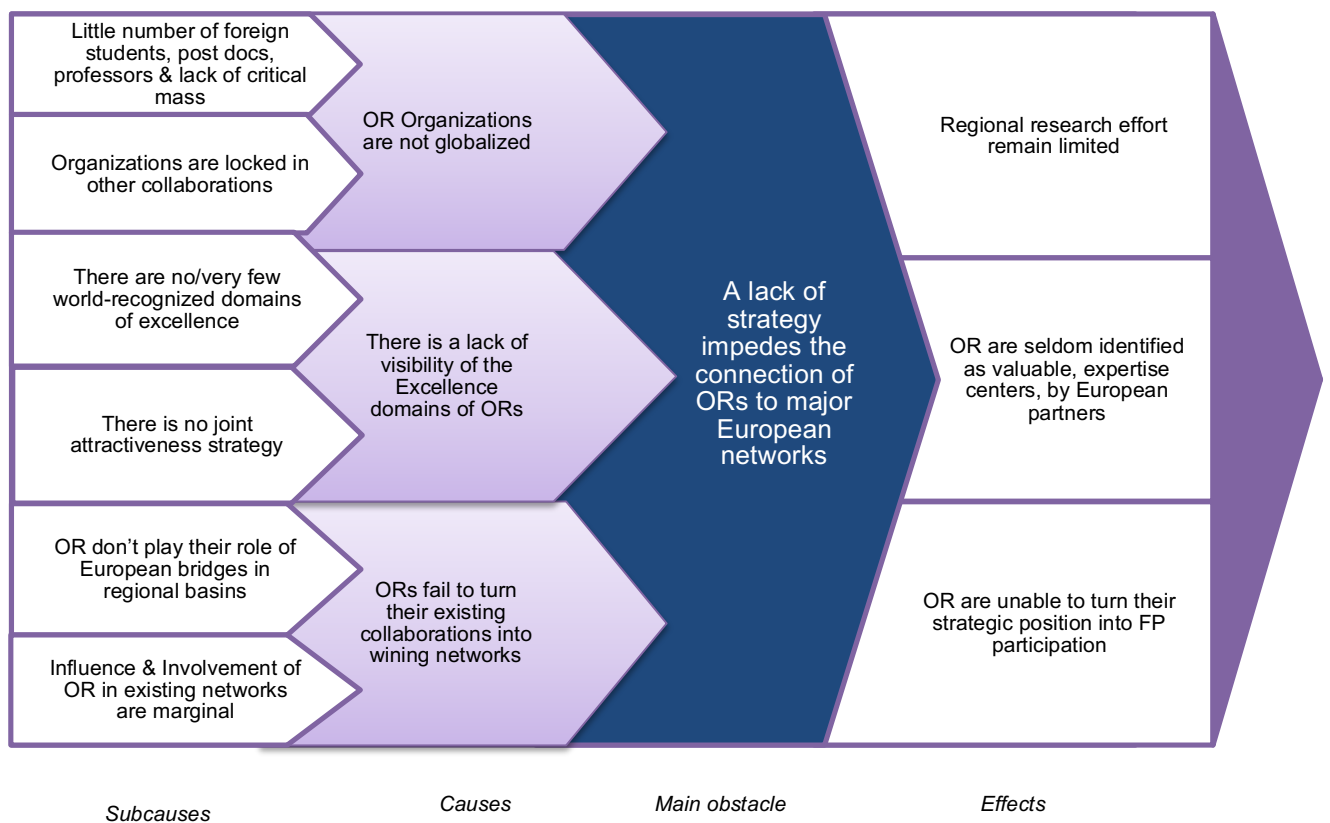 Little number of foreign
students, post docs,
professors & lack of critical
mass
Organizations are locked in
other collaborations
There are no/very few
world-recognized domains
of excellence
There is no joint
attractiveness strategy
OR don’t play their role of
European bridges in
regional basins
Influence & Involvement of
OR in existing networks
are marginal
OR Organizations
are not globalized
There is a lack of
visibility of the
Excellence
domains of ORs
ORs fail to turn
their existing
collaborations into
wining networks
A lack of
strategy
impedes the
connection of
ORs to major
European
networks
Regional research effort
remain limited
OR are seldom identified
as valuable, expertise
centers, by European
partners
OR are unable to turn their
strategic position into FP
participation
Subcauses
Causes
Main obstacle
Effects